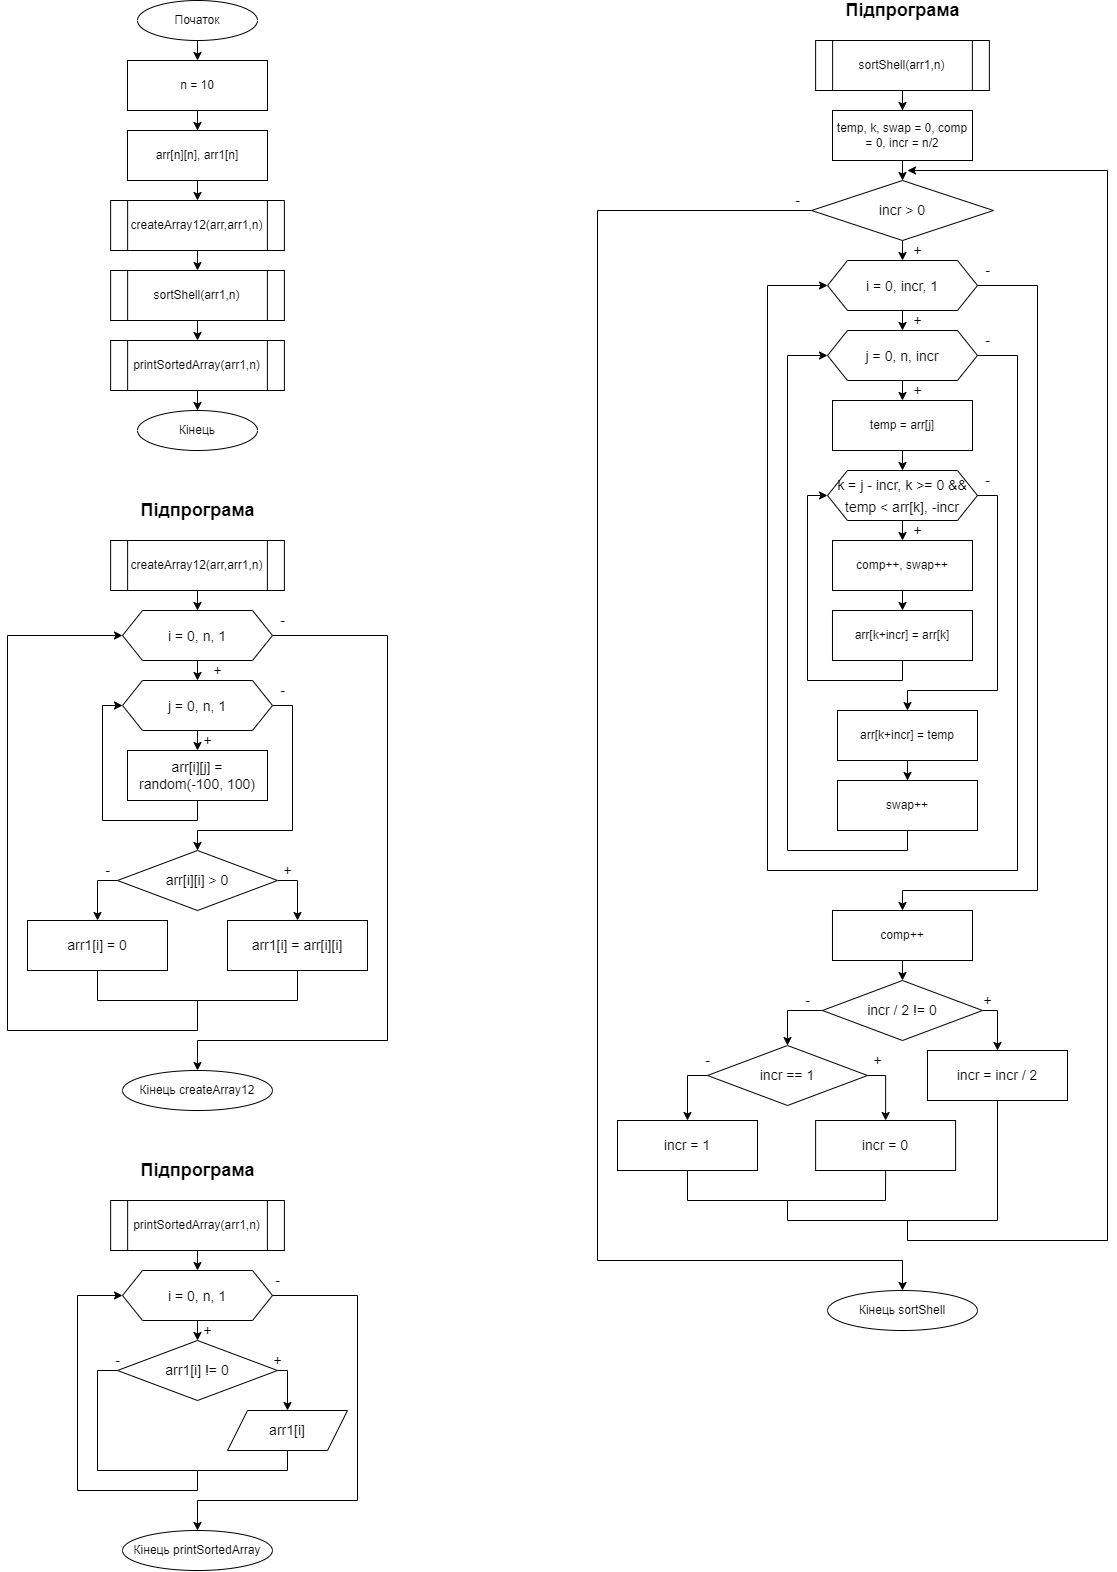 Початок
n = 10
arr[n][n], arr1[n]
createArray12(arr,arr1,n)
sortShell(arr1,n)
printSortedArray(arr1,n)
Кінець
Підпрограма
createArray12(arr,arr1,n)
i = 0, n, 1
-
+
j = 0, n, 1
-
+
arr[i][j] =
random(-100, 100)
arr[i][i] > 0
-
+
arr1[i] = 0
arr1[i] = arr[i][i]
Кінець createArray12
Підпрограма
printSortedArray(arr1,n)
i = 0, n, 1
-
+
arr1[i] != 0
-
+
arr1[i]
Кінець printSortedArray
Підпрограма
sortShell(arr1,n)
temp, k, swap = 0, comp
= 0, incr = n/2
incr > 0
-
+
i = 0, incr, 1
-
+
j = 0, n, incr
-
+
temp = arr[j]
k = j - incr, k >= 0 &&
temp < arr[k], -incr
-
+
comp++, swap++
arr[k+incr] = arr[k]
arr[k+incr] = temp
swap++
comp++
incr / 2 != 0
-
+
incr == 1
-
+
incr = incr / 2
incr = 1
incr = 0
Кінець sortShell